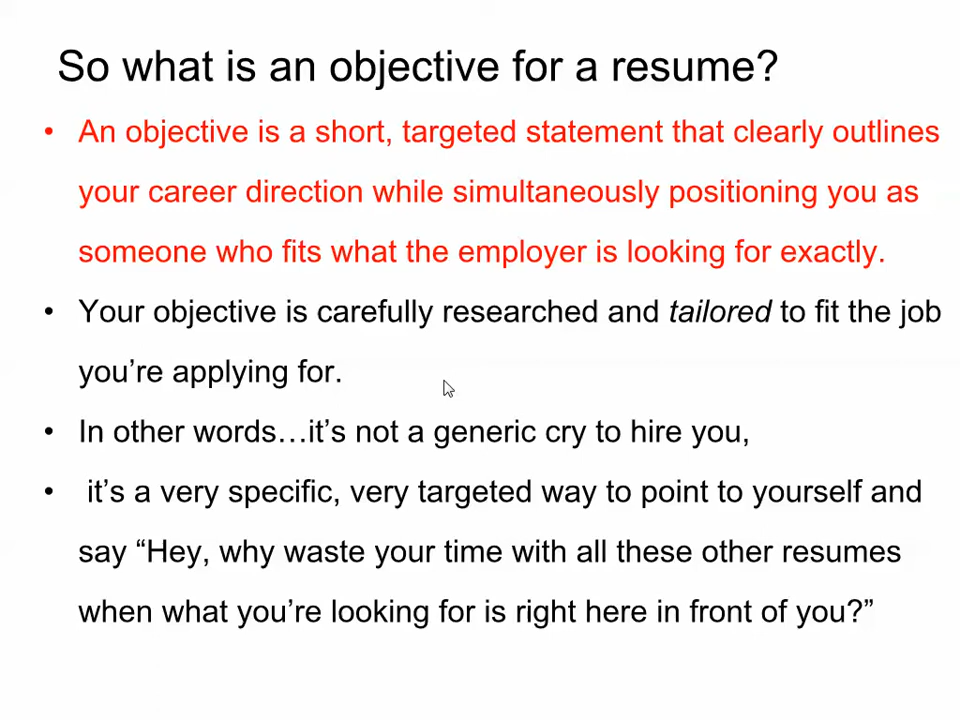 So what is an objective for a resume?
• An objective is a short, targeted statement that clearly outlines
your career direction while simultaneously positioning you as
someone who fits what the employer is looking for exactly.
• Your objective is carefully researched and tailored to fit the job
you’re applying for.
• In other words…it’s not a generic cry to hire you,
• it’s a very specific, very targeted way to point to yourself and
say “Hey, why waste your time with all these other resumes
when what you’re looking for is right here in front of you?”